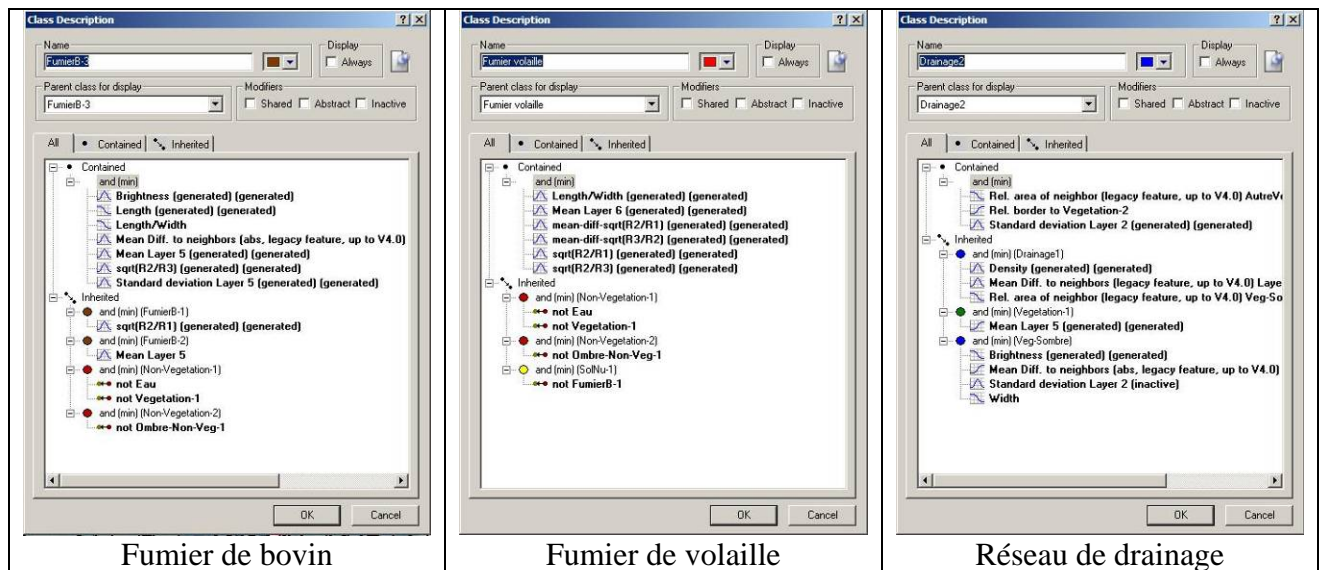 Class Description
Name
Display
FumierB-3
Always
Parent class for display
Modifiers
FumierB-3
Shared Abstract Inactive
All Contained Inherited
Contained
and (min)
Brightness (generated) (generated)
Length (generated) (generated)
Length/Width
Mean Diff. to neighbors (abs, legacy feature, up to V4.0)
Mean Layer 5 (generated) (generated)
sqrt(R2/R3) (generated) (generated)
Standard deviation Layer 5 (generated) (generated)
Inherited
and (min) (FumierB-1)
sqrt(R2/R1) (generated) (generated)
and (min) (FumierB-2)
Mean Layer 5
and (min) (Non-Vegetation-1)
not Eau
not Vegetation-1
and (min) (Non-Vegetation-2)
not Ombre-Non-Veg-1
OK Cancel
Fumier de bovin
Class Description
Name
Display
Fumier volaille
Always
Parent class for display
Modifiers
Fumier volaille
Shared Abstract Inactive
All Contained Inherited
Contained
and (min)
Length/Width (generated) (generated)
Mean Layer 6 (generated) (generated)
mean-diff-sqrt(R2/R1) (generated) (generated)
mean-diff-sqrt(R3/R2) (generated) (generated)
sqrt(R2/R1) (generated) (generated)
sqrt(R2/R3) (generated) (generated)
Inherited
and (min) (Non-Vegetation-1)
not Eau
not Vegetation-1
and (min) (Non-Vegetation-2)
not Ombre-Non-Veg-1
and (min) (SolNu-1)
not FumierB-1
OK Cancel
Fumier de volaille
Class Description
Name
Display
Drainage2
Always
Parent class for display
Modifiers
Drainage2
Shared Abstract Inactive
All Contained Inherited
Contained
and (min)
Rel. area of neighbor (legacy feature, up to V4.0) AutreVe
Rel. border to Vegetation-2
Standard deviation Layer 2 (generated) (generated)
Inherited
and (min) (Drainage1)
Density (generated) (generated)
Mean Diff. to neighbors (legacy feature, up to V4.0) Laye
Rel. area of neighbor (legacy feature, up to V4.0) Veg-So
and (min) (Vegetation-1)
Mean Layer 5 (generated) (generated)
and (min) (Veg-Sombre)
Brightness (generated) (generated)
Mean Diff. to neighbors (abs, legacy feature, up to V4.0)
Standard deviation Layer 2 (inactive)
Width
OK Cancel
Réseau de drainage